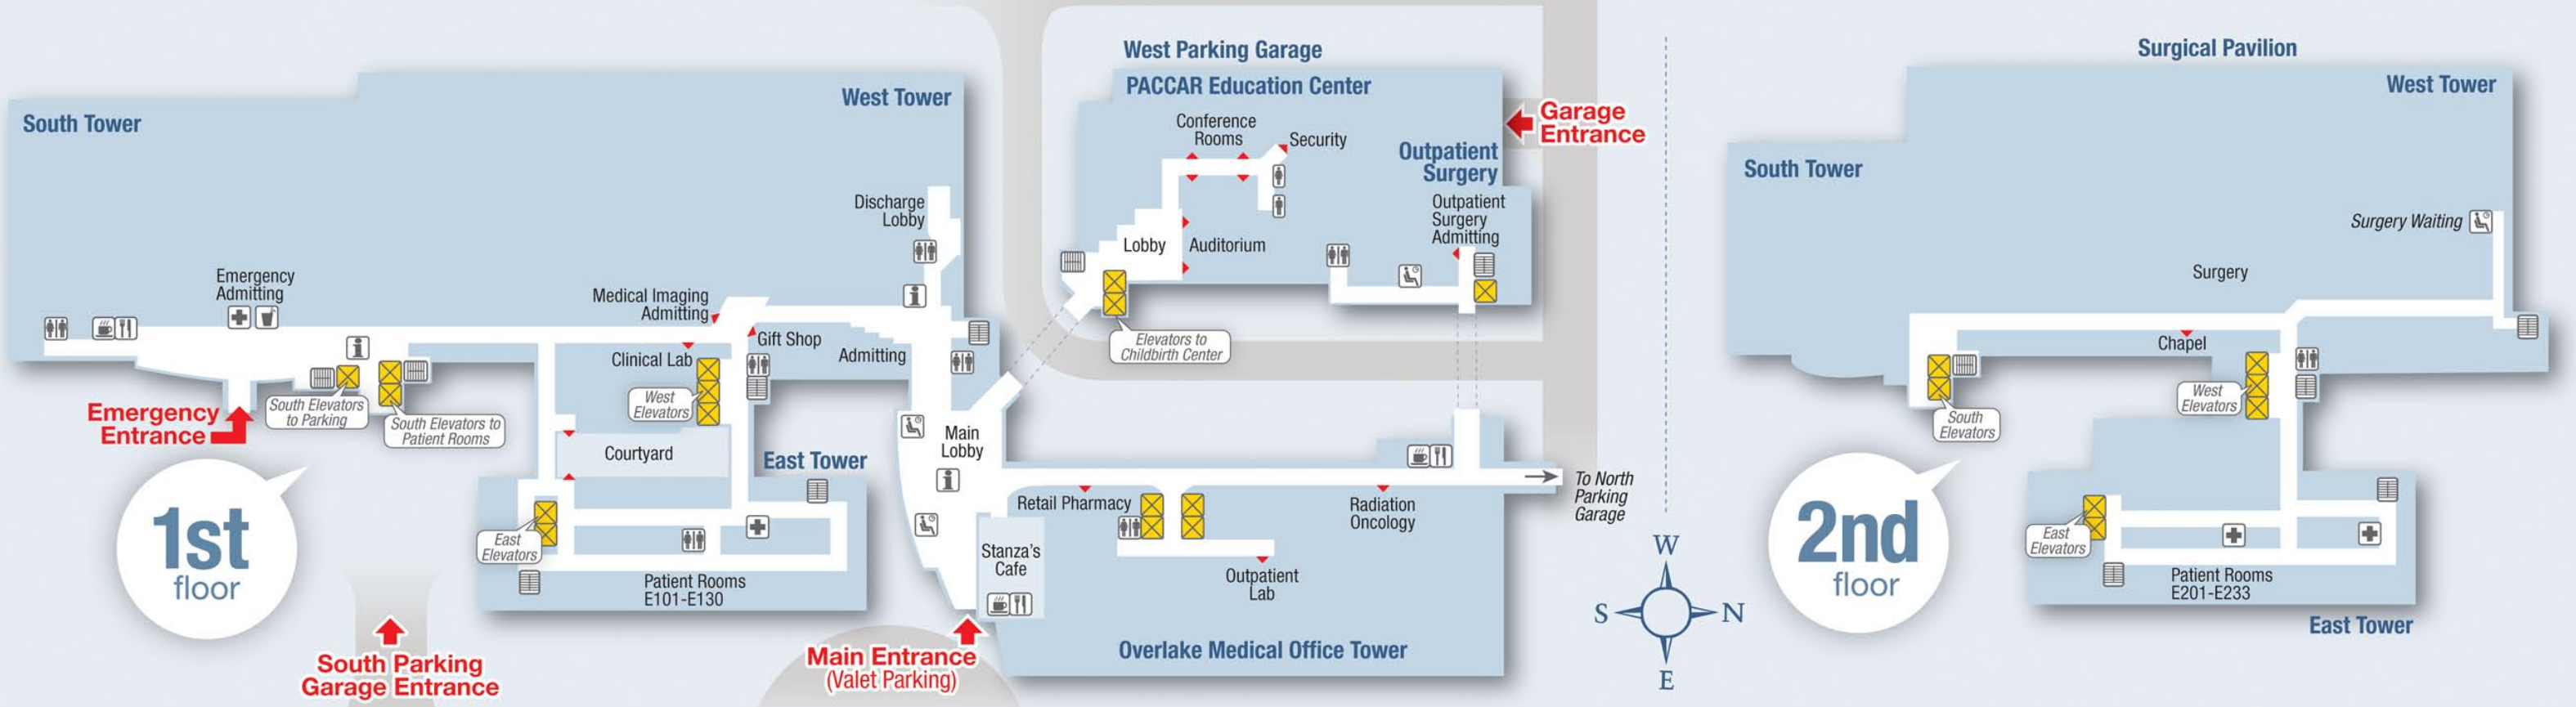 South Tower
West Tower
Discharge
Lobby
Emergency
Admitting
Medical Imaging
Admitting
Gift Shop
Clinical Lab
Admitting
West
Elevators
South Elevators
to Parking
South Elevators to
Patient Rooms
Emergency
Entrance
Courtyard
East Tower
Main
Lobby
East
Elevators
Patient Rooms
E101-E130
1st
floor
South Parking
Garage Entrance
Main Entrance
(Valet Parking)
Stanza's
Cafe
Retail Pharmacy
Radiation
Oncology
Outpatient
Lab
Overlake Medical Office Tower
To North
Parking
Garage
West Parking Garage
PACCAR Education Center
Conference
Rooms
Security
Garage
Entrance
Outpatient
Surgery
Outpatient
Surgery
Admitting
Lobby
Auditorium
Elevators to
Childbirth Center
W
S
N
E
Surgical Pavilion
West Tower
South Tower
Surgery Waiting
Surgery
Chapel
West
Elevators
South
Elevators
2nd
floor
East
Elevators
Patient Rooms
E201-E233
East Tower